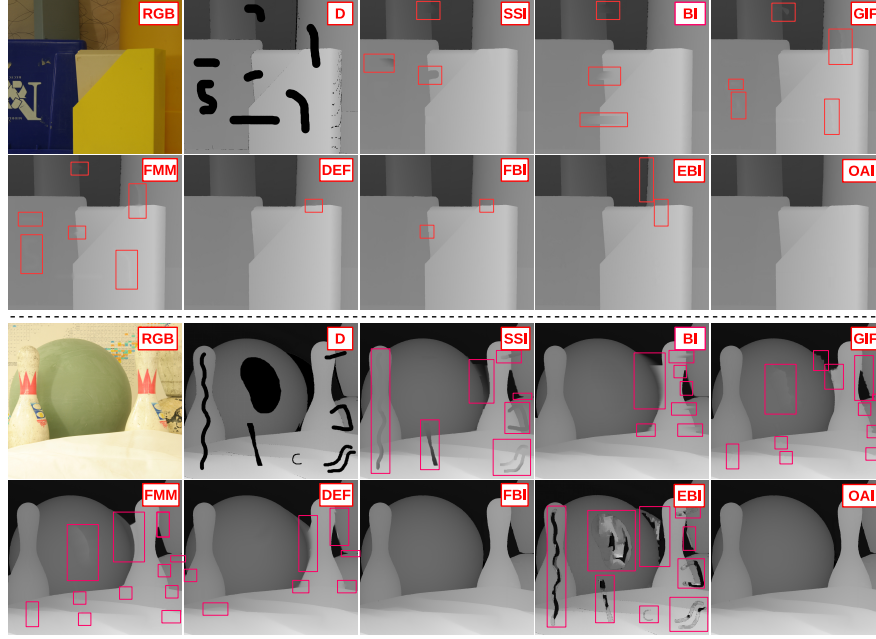 RGB
D
SSI
BI
GIF
FMM
DEF
FBI
EBI
OAI
RGB
D
SSI
BI
GIF
FMM
DEF
FBI
EBI
OAI